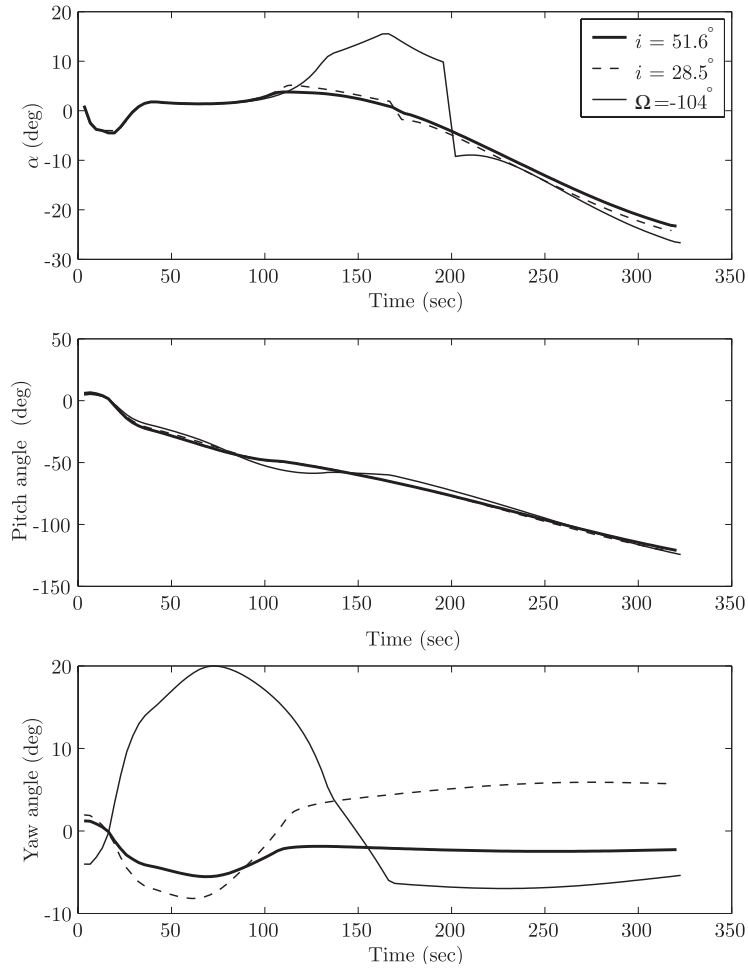 20
10
0
-10
-20
-30
α (deg)
i = 51.6°
i = 28.5°
Ω=-104°
0 50 100 150 200 250 300 350
Time (sec)
50
0
-50
-100
-150
Pitch angle (deg)
0 50 100 150 200 250 300 350
Time (sec)
20
10
0
-10
Yaw angle (deg)
0 50 100 150 200 250 300 350
Time (sec)